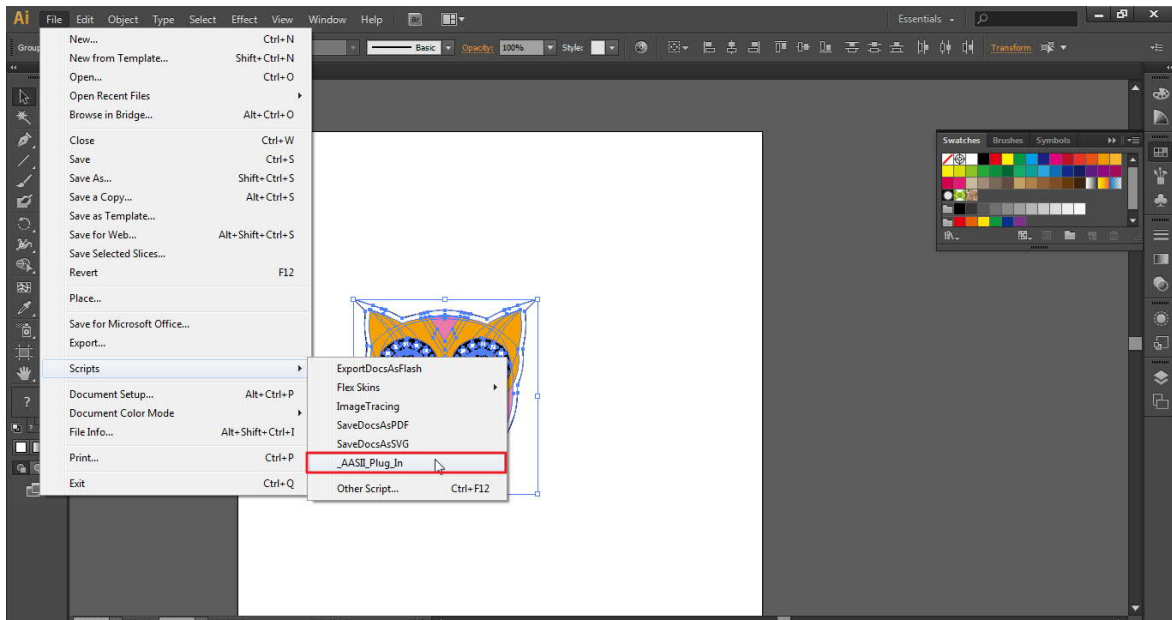 Ai File Edit Object Type Select Effect View Window Help Br Essentials
Group Basic Opacity: 100% Style: Transform
New... Ctrl+N
New from Template... Shift+Ctrl+N
Open... Ctrl+O
Open Recent Files
Browse in Bridge... Alt+Ctrl+O
Close Ctrl+W
Save Ctrl+S
Save As... Shift+Ctrl+S
Save a Copy... Alt+Ctrl+S
Save as Template...
Save for Web... Alt+Shift+Ctrl+S
Save Selected Slices...
Revert F12
Place...
Save for Microsoft Office...
Export...
Scripts
Document Setup... Alt+Ctrl+P
Document Color Mode
File Info... Alt+Shift+Ctrl+I
Print... Ctrl+P
Exit Ctrl+Q
ExportDocsAsFlash
Flex Skins
ImageTracing
SaveDocsAsPDF
SaveDocsAsSVG
_AASII_Plug_In
Other Script... Ctrl+F12
Swatches Brushes Symbols